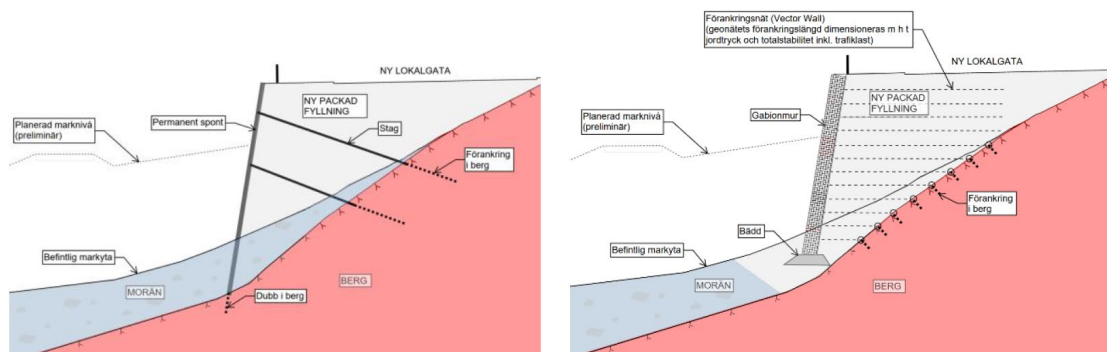 NY LOKALGATA
NY PACKAD
FYLLNING
Permanent spont
Stag
Planerad marknivå
(preliminär)
Förankring
i berg
Befintlig markyta
MORÄN
BERG
Dubb i berg
Förankringsnät (Vector Wall)
(geonätets förankringslängd dimensioneras m h t
jordtryck och totalstabilitet inkl. trafiklast)
NY LOKALGATA
NY PACKAD
FYLLNING
Gabionmur
Planerad marknivå
(preliminär)
Förankring
i berg
Bädd
Befintlig markyta
MORÄN
BERG